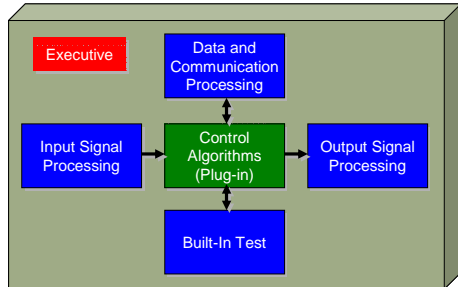 Executive
Data and
Communication
Processing
Input Signal
Processing
Control
Algorithms
(Plug-in)
Output Signal
Processing
Built-In Test